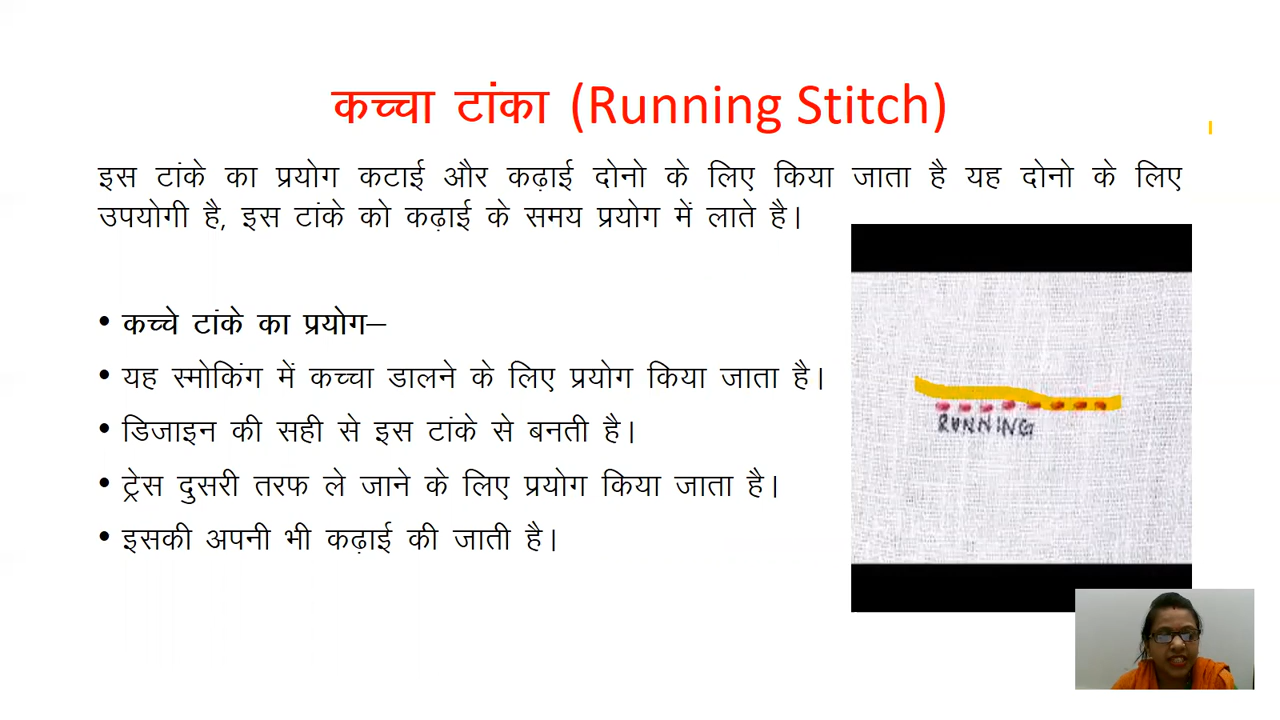 कच्चा टांका (Running Stitch)
इस टांके का प्रयोग कटाई और कढ़ाई दोनो के लिए किया जाता है यह दोनो के लिए
उपयोगी है, इस टांके को कढ़ाई के समय प्रयोग में लाते है।
• कच्चे टांके का प्रयोग–
• यह स्मोकिंग में कच्चा डालने के लिए प्रयोग किया जाता है।
• डिजाइन की सही से इस टांके से बनती है।
• ट्रेस दुसरी तरफ ले जाने के लिए प्रयोग किया जाता है।
• इसकी अपनी भी कढ़ाई की जाती है।
RUNNING